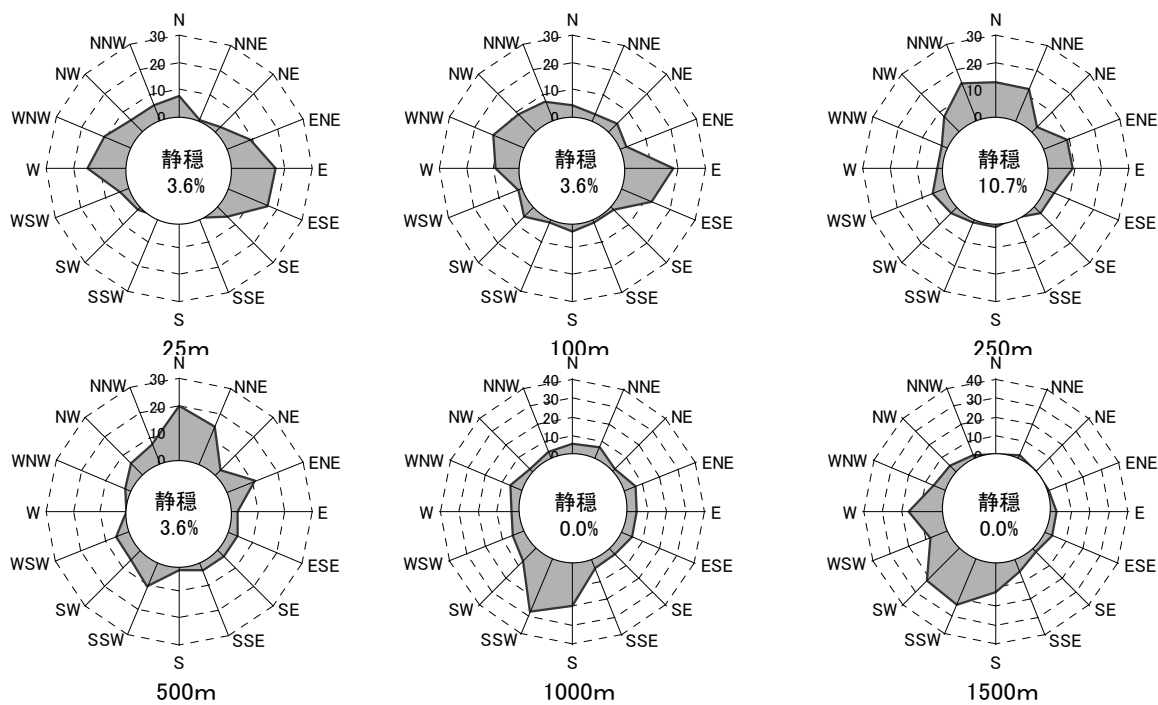 N
NNW 30 NNE
NW 20 NE
10
WNW 0 ENE
静穏
W 3.6% E
WSW ESE
SW SE
SSW SSE
S
25m
N
NNW 30 NNE
NW 20 NE
10
WNW 0 ENE
静穏
W 3.6% E
WSW ESE
SW SE
SSW SSE
S
100m
N
NNW 30 NNE
NW 20 NE
10
WNW 0 ENE
静穏
W 10.7% E
WSW ESE
SW SE
SSW SSE
S
250m
N
NNW 30 NNE
NW 20 NE
10
WNW 0 ENE
静穏
W 3.6% E
WSW ESE
SW SE
SSW SSE
S
500m
N
NNW 40 NNE
30
NW 20 NE
10
WNW 0 ENE
静穏
W 0.0% E
WSW ESE
SW SE
SSW SSE
S
1000m
N
NNW 40 NNE
30
NW 20 NE
10
WNW 0 ENE
静穏
W 0.0% E
WSW ESE
SW SE
SSW SSE
S
1500m